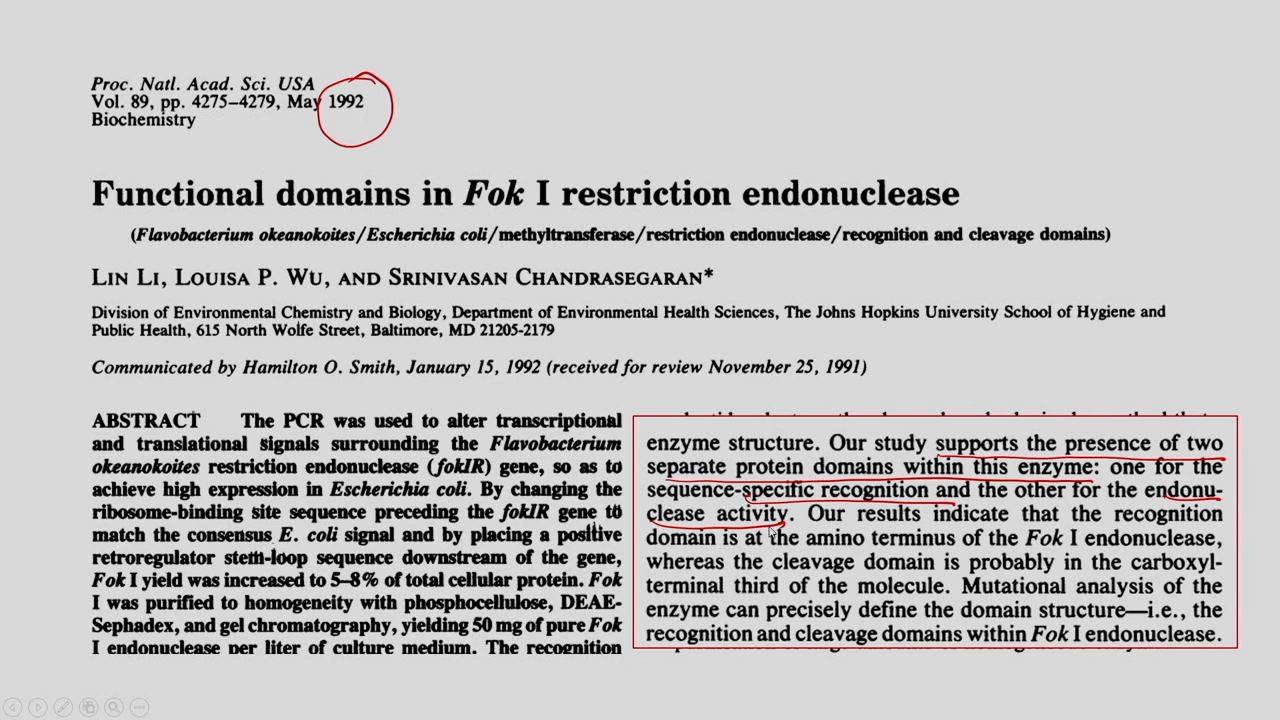 Proc. Natl. Acad. Sci. USA
Vol. 89, pp. 4275–4279, May 1992
Biochemistry
Functional domains in Fok I restriction endonuclease
(Flavobacterium okeanokoites/Escherichia coli/methyltransferase/restriction endonuclease/recognition and cleavage domains)
LIN LI, LOUISA P. WU, AND SRINIVASAN CHANDRASEGARAN*
Division of Environmental Chemistry and Biology, Department of Environmental Health Sciences, The Johns Hopkins University School of Hygiene and
Public Health, 615 North Wolfe Street, Baltimore, MD 21205-2179
Communicated by Hamilton O. Smith, January 15, 1992 (received for review November 25, 1991)
ABSTRACT The PCR was used to alter transcriptional
and translational signals surrounding the Flavobacterium
okeanokoites restriction endonuclease (fokIR) gene, so as to
achieve high expression in Escherichia coli. By changing the
ribosome-binding site sequence preceding the fokIR gene to
match the consensus E. coli signal and by placing a positive
retroregulator stem-loop sequence downstream of the gene,
Fok I yield was increased to 5–8% of total cellular protein. Fok
I was purified to homogeneity with phosphocellulose, DEAE-
Sephadex, and gel chromatography, yielding 50 mg of pure Fok
I endonuclease per liter of culture medium. The recognition
enzyme structure. Our study supports the presence of two
separate protein domains within this enzyme: one for the
sequence-specific recognition and the other for the endonu-
clease activity. Our results indicate that the recognition
domain is at the amino terminus of the Fok I endonuclease,
whereas the cleavage domain is probably in the carboxyl-
terminal third of the molecule. Mutational analysis of the
enzyme can precisely define the domain structure—i.e., the
recognition and cleavage domains within Fok I endonuclease.